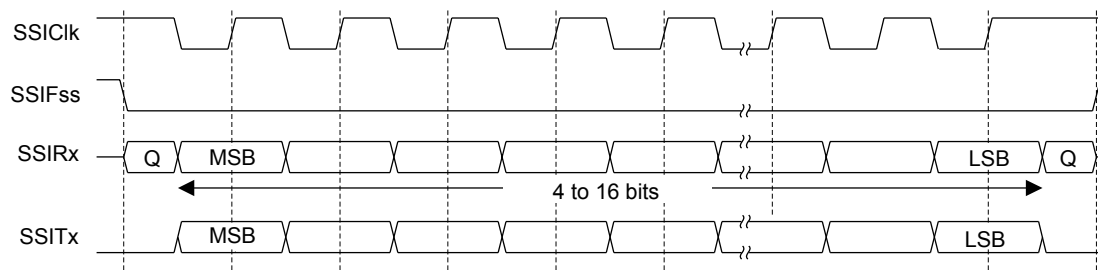 SSIClk
SSIFss
SSIRx Q MSB LSB Q
4 to 16 bits
SSITx MSB LSB